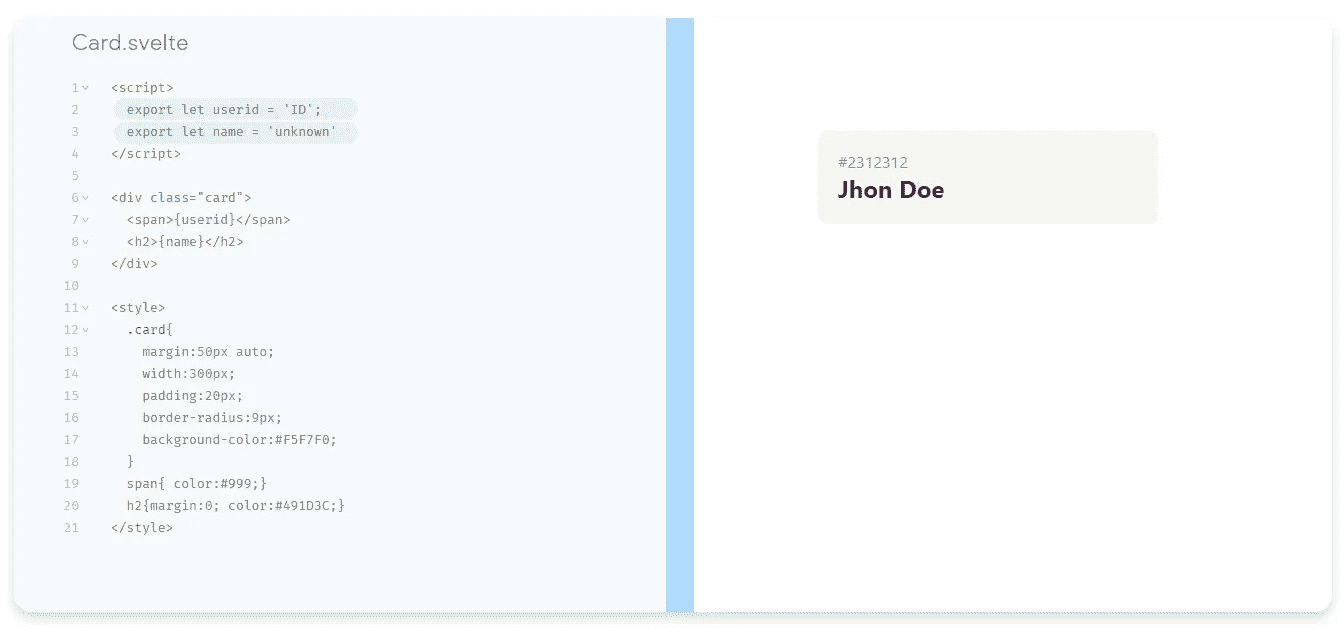 Card.svelte
1 <script>
2 export let userid = 'ID';
3 export let name = 'unknown'
4 </script>
5
6 <div class="card">
7 <span>{userid}</span>
8 <h2>{name}</h2>
9 </div>
10
11 <style>
12 .card{
13 margin:50px auto;
14 width:300px;
15 padding:20px;
16 border-radius:9px;
17 background-color:#F5F7F0;
18 }
19 span{ color:#999;}
20 h2{margin:0; color:#491D3C;}
21 </style>
#2312312
Jhon Doe